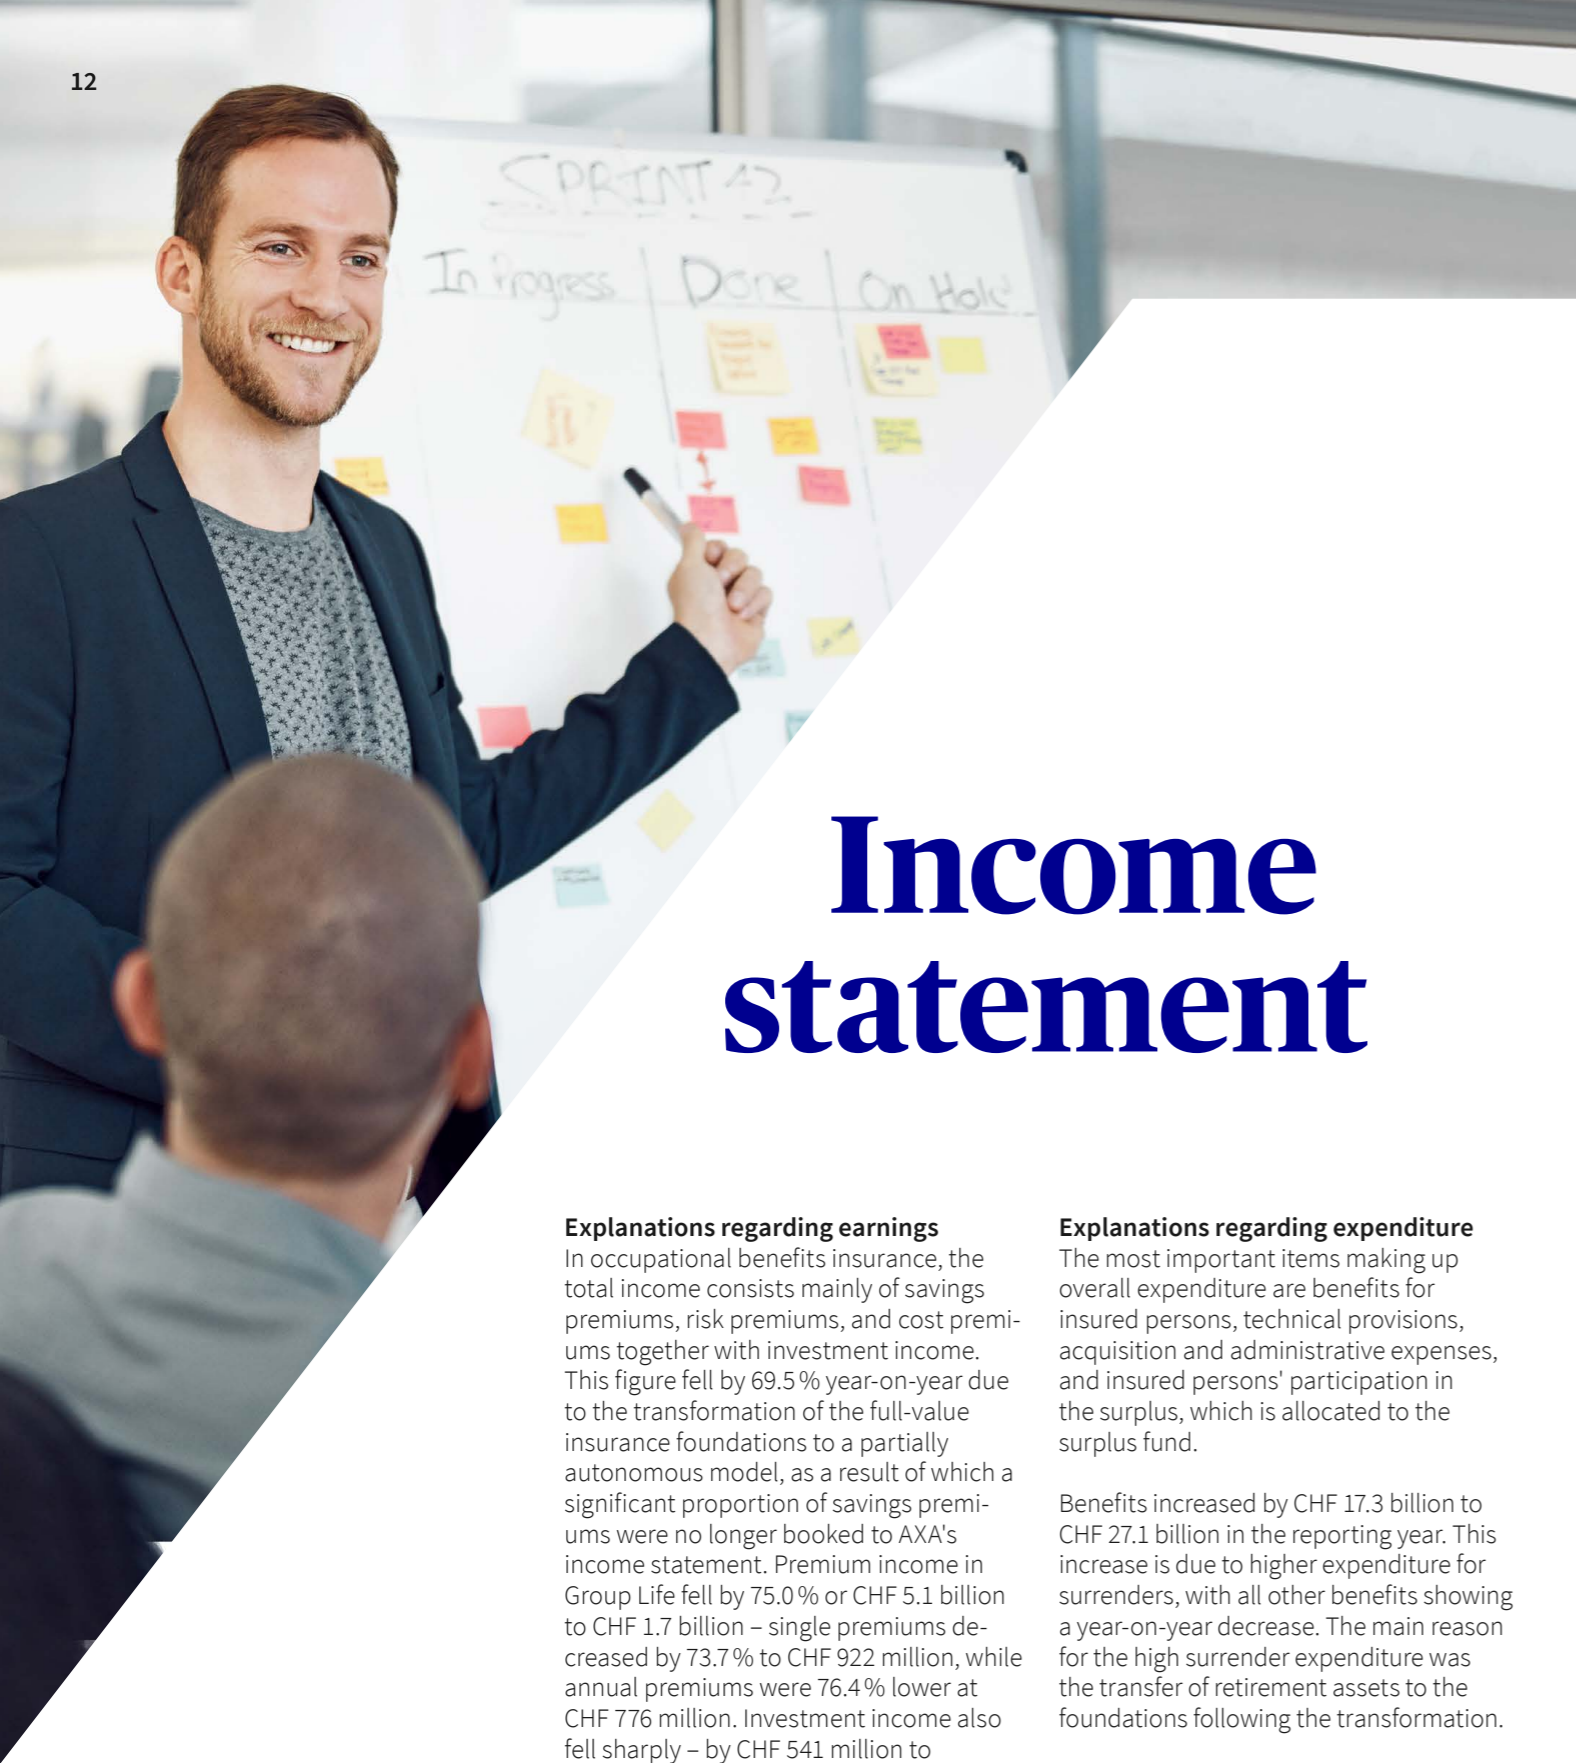 12
SPRINT 42
In Progress
Done
On Hold
Income
statement
Explanations regarding earnings
In occupational benefits insurance, the
total income consists mainly of savings
premiums, risk premiums, and cost premi-
ums together with investment income.
This figure fell by 69.5 % year-on-year due
to the transformation of the full-value
insurance foundations to a partially
autonomous model, as a result of which a
significant proportion of savings premi-
ums were no longer booked to AXA's
income statement. Premium income in
Group Life fell by 75.0 % or CHF 5.1 billion
to CHF 1.7 billion – single premiums de-
creased by 73.7 % to CHF 922 million, while
annual premiums were 76.4 % lower at
CHF 776 million. Investment income also
fell sharply – by CHF 541 million to
Explanations regarding expenditure
The most important items making up
overall expenditure are benefits for
insured persons, technical provisions,
acquisition and administrative expenses,
and insured persons' participation in
the surplus, which is allocated to the
surplus fund.
Benefits increased by CHF 17.3 billion to
CHF 27.1 billion in the reporting year. This
increase is due to higher expenditure for
surrenders, with all other benefits showing
a year-on-year decrease. The main reason
for the high surrender expenditure was
the transfer of retirement assets to the
foundations following the transformation.